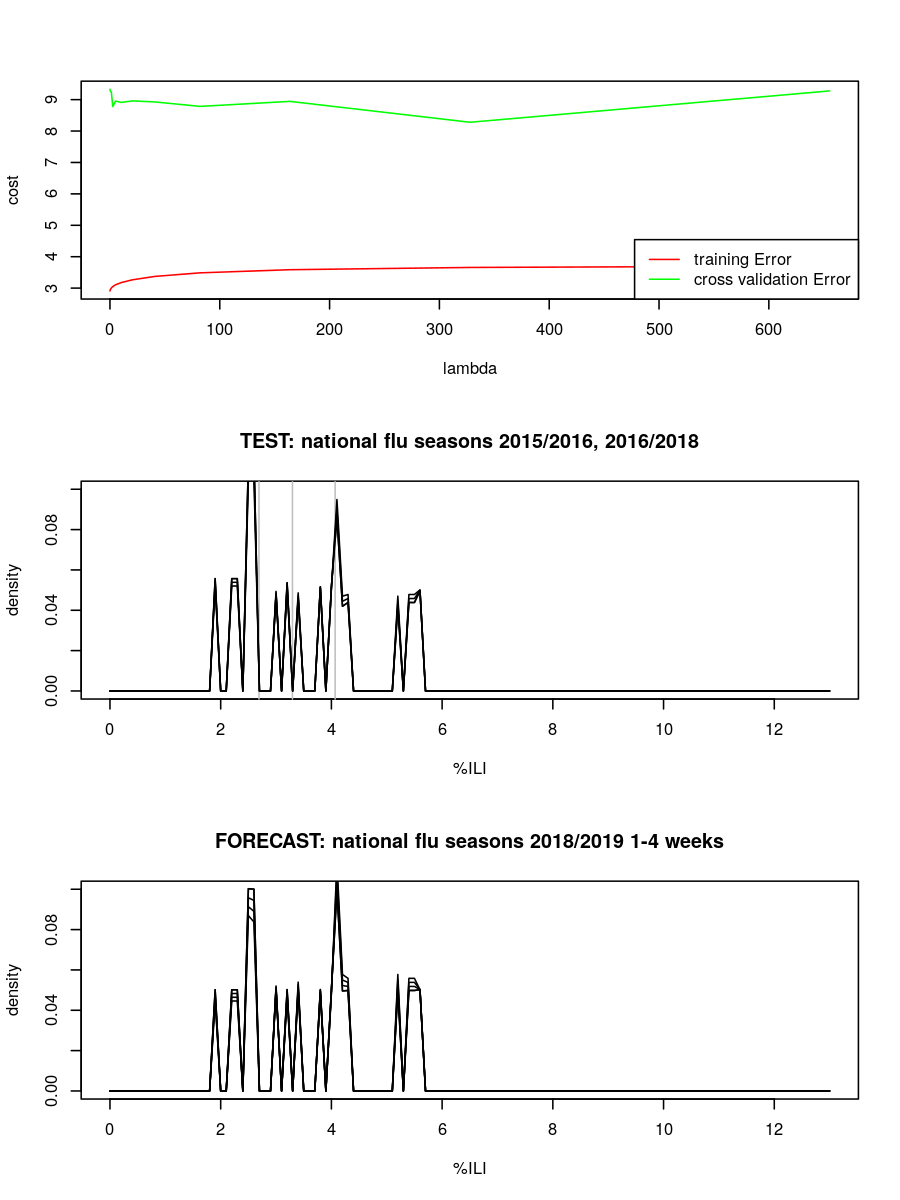 9
8
7
6
5
4
3
cost
training Error
cross validation Error
0 100 200 300 400 500 600
lambda
TEST: national flu seasons 2015/2016, 2016/2018
0.08
0.04
0.00
density
0 2 4 6 8 10 12
%ILI
FORECAST: national flu seasons 2018/2019 1-4 weeks
0.08
0.04
0.00
density
0 2 4 6 8 10 12
%ILI